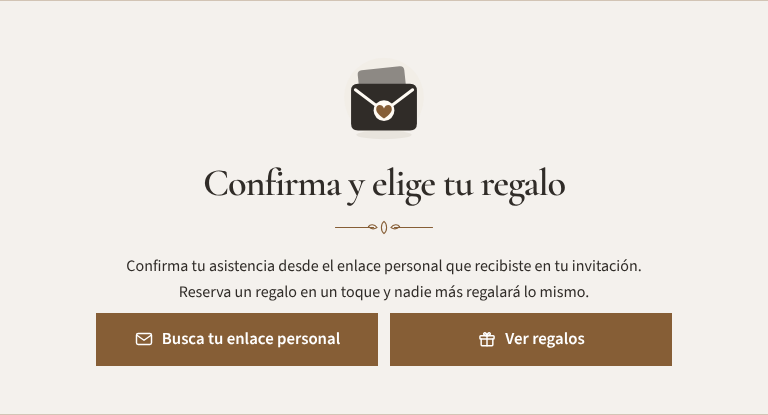 Confirma y elige tu regalo
Confirma tu asistencia desde el enlace personal que recibiste en tu invitación.
Reserva un regalo en un toque y nadie más regalará lo mismo.
Busca tu enlace personal
Ver regalos